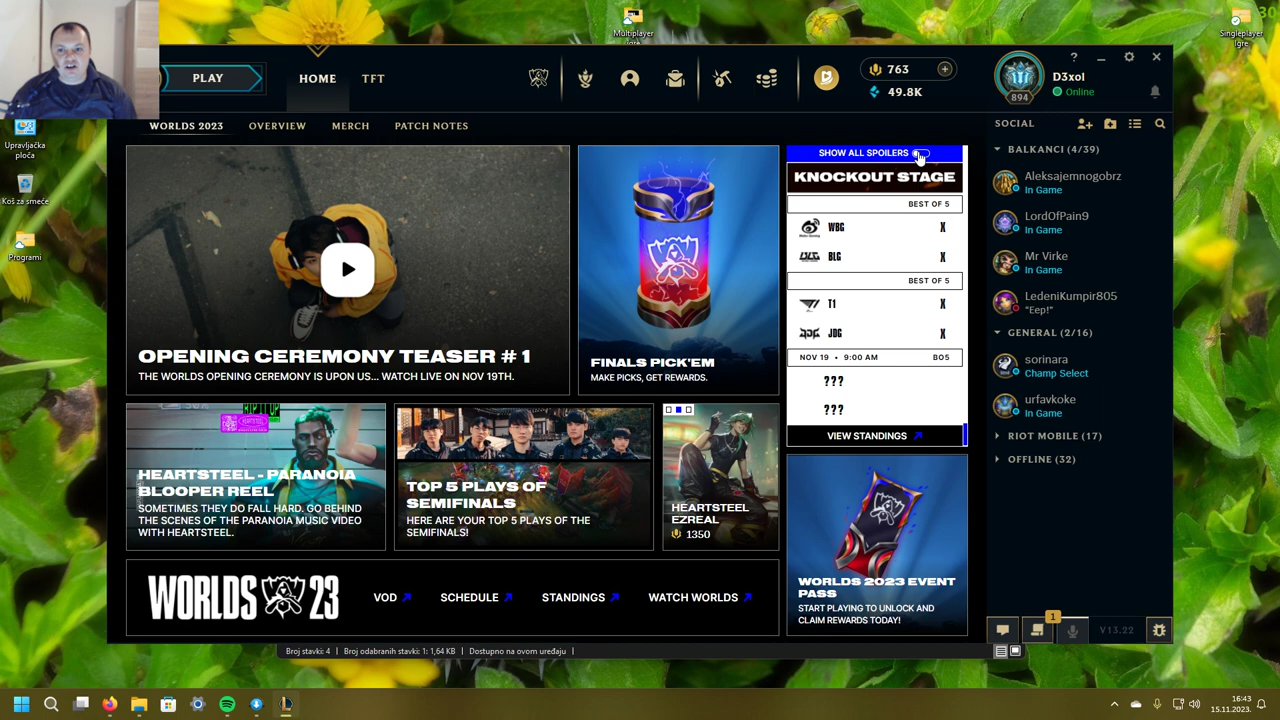 Multiplayer
Igre
Singleplayer
Igre
30
Upravljačka
ploča
Koš za smeće
Programi
PLAY
HOME
TFT
763
49.8K
894
D3xol
Online
?
WORLDS 2023
OVERVIEW
MERCH
PATCH NOTES
OPENING CEREMONY TEASER #1
THE WORLDS OPENING CEREMONY IS UPON US... WATCH LIVE ON NOV 19TH.
FINALS PICK'EM
MAKE PICKS, GET REWARDS.
SHOW ALL SPOILERS
KNOCKOUT STAGE
BEST OF 5
WBG X
BLG X
BEST OF 5
T1 X
JDG X
NOV 19 • 9:00 AM BO5
???
???
VIEW STANDINGS
HEARTSTEEL - PARANOIA
BLOOPER REEL
SOMETIMES THEY DO FALL HARD. GO BEHIND
THE SCENES OF THE PARANOIA MUSIC VIDEO
WITH HEARTSTEEL.
TOP 5 PLAYS OF
SEMIFINALS
HERE ARE YOUR TOP 5 PLAYS OF THE
SEMIFINALS!
HEARTSTEEL
EZREAL
1350
WORLDS 2023 EVENT
PASS
START PLAYING TO UNLOCK AND
CLAIM REWARDS TODAY!
WORLDS 23
VOD
SCHEDULE
STANDINGS
WATCH WORLDS
SOCIAL
BALKANCI (4/39)
Aleksajemnogobrz
In Game
LordOfPain9
In Game
Mr Virke
In Game
LedeniKumpir805
"Eep!"
GENERAL (2/16)
sorinara
Champ Select
urfavkoke
In Game
RIOT MOBILE (17)
OFFLINE (32)
1
V13.22
Broj stavki: 4 | Broj odabranih stavki: 1: 1,64 KB | Dostupno na ovom uređaju |
16:43
15.11.2023.